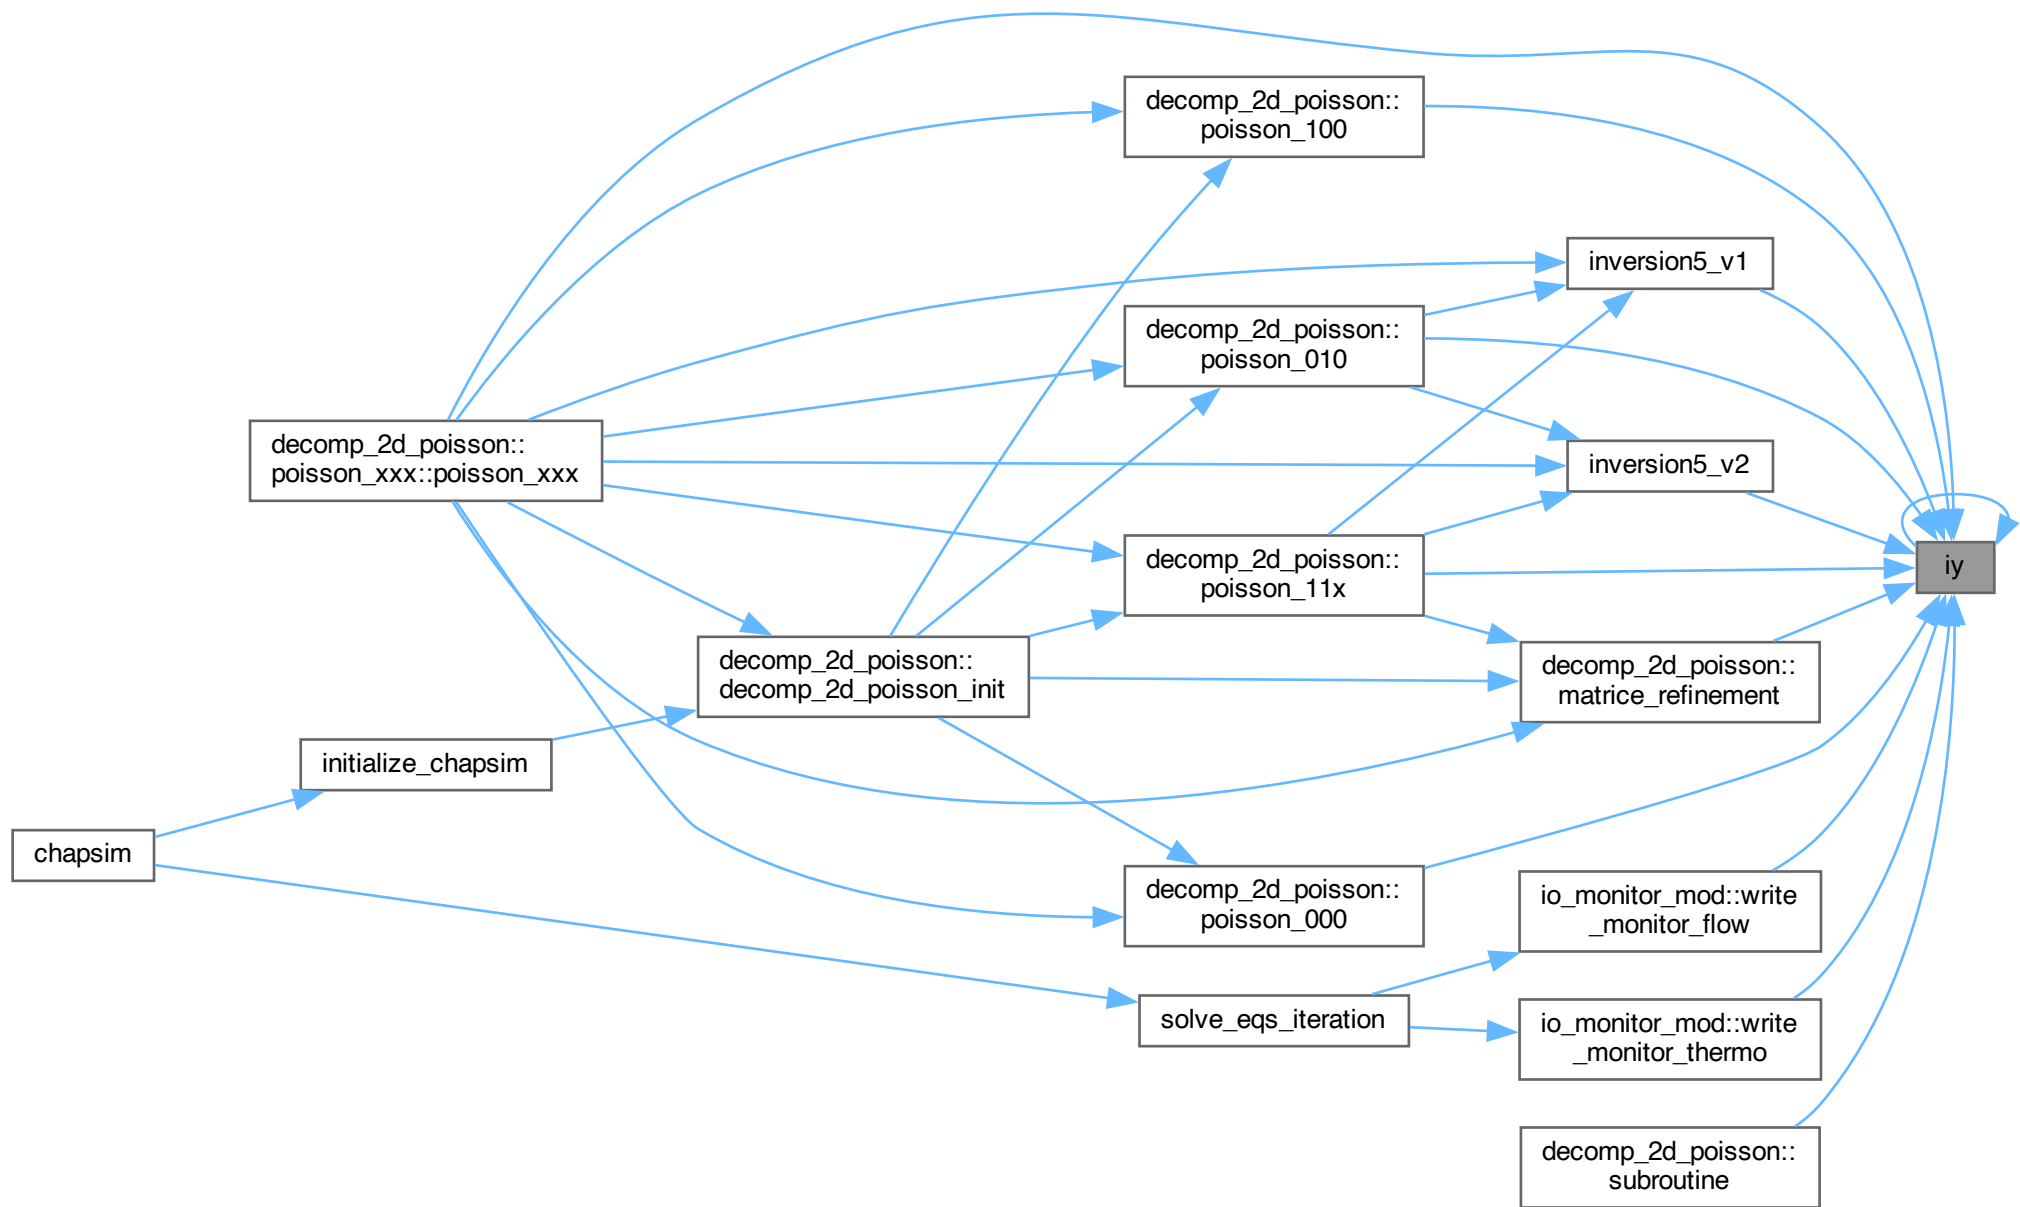 decomp_2d_poisson::
poisson_100
inversion5_v1
decomp_2d_poisson::
poisson_010
decomp_2d_poisson::
poisson_xxx::poisson_xxx
inversion5_v2
decomp_2d_poisson::
poisson_11x
iy
decomp_2d_poisson::
decomp_2d_poisson_init
decomp_2d_poisson::
matrice_refinement
initialize_chapsim
chapsim
decomp_2d_poisson::
poisson_000
io_monitor_mod::write
_monitor_flow
solve_eqs_iteration
io_monitor_mod::write
_monitor_thermo
decomp_2d_poisson::
subroutine